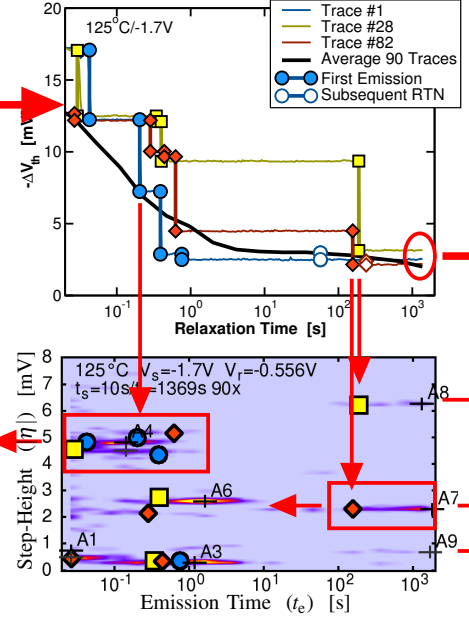 20
15
10
5
0
-ΔVth [mV
125°C/-1.7V
Trace #1
Trace #28
Trace #82
Average 90 Traces
First Emission
Subsequent RTN
10⁻¹ 10⁰ 10¹ 10² 10³
Relaxation Time [s]
8
7
6
5
4
3
2
1
0
Step-Height (|η|) [mV]
125°C Vs=-1.7V Vr=-0.556V
ts=10s/t =1369s 90x
A8
A4
A6
A7
A1
A3
A9
10⁻¹ 10⁰ 10¹ 10² 10³
Emission Time (te) [s]